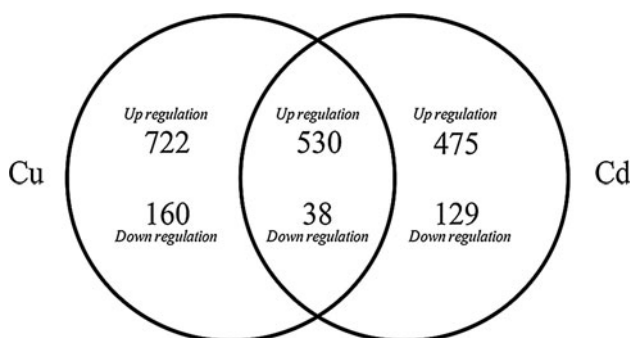 Up regulation Up regulation Up regulation
722 530 475
Cu Cd
160 38 129
Down regulation Down regulation Down regulation